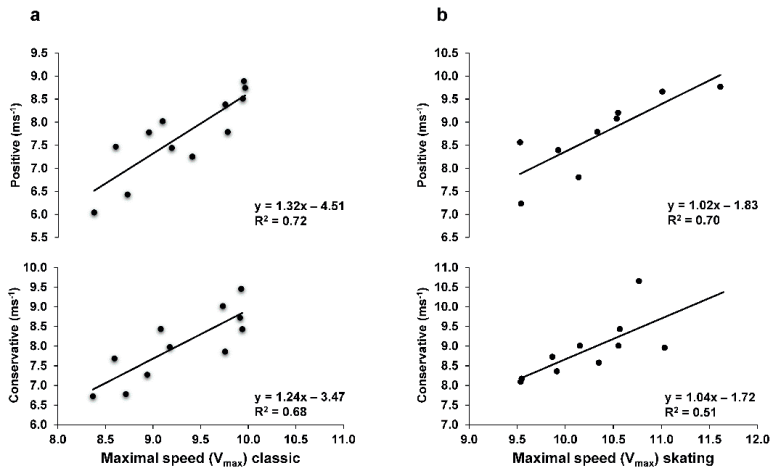 a
b
9.5
9.0
8.5
8.0
7.5
7.0
6.5
6.0
5.5
Positive (ms⁻¹)
y = 1.32x – 4.51
R² = 0.72
10.5
10.0
9.5
9.0
8.5
8.0
7.5
7.0
6.5
Positive (ms⁻¹)
y = 1.02x – 1.83
R² = 0.70
10.0
9.5
9.0
8.5
8.0
7.5
7.0
6.5
6.0
Conservative (ms⁻¹)
y = 1.24x – 3.47
R² = 0.68
8.0 9.0 9.5 10.0 10.5 11.0
Maximal speed (Vmax) classic
11.0
10.5
10.0
9.5
9.0
8.5
8.0
7.5
7.0
Conservative (ms⁻¹)
y = 1.04x – 1.72
R² = 0.51
9.0 9.5 10.0 10.5 11.0 11.5 12.0
Maximal speed (Vmax) skating